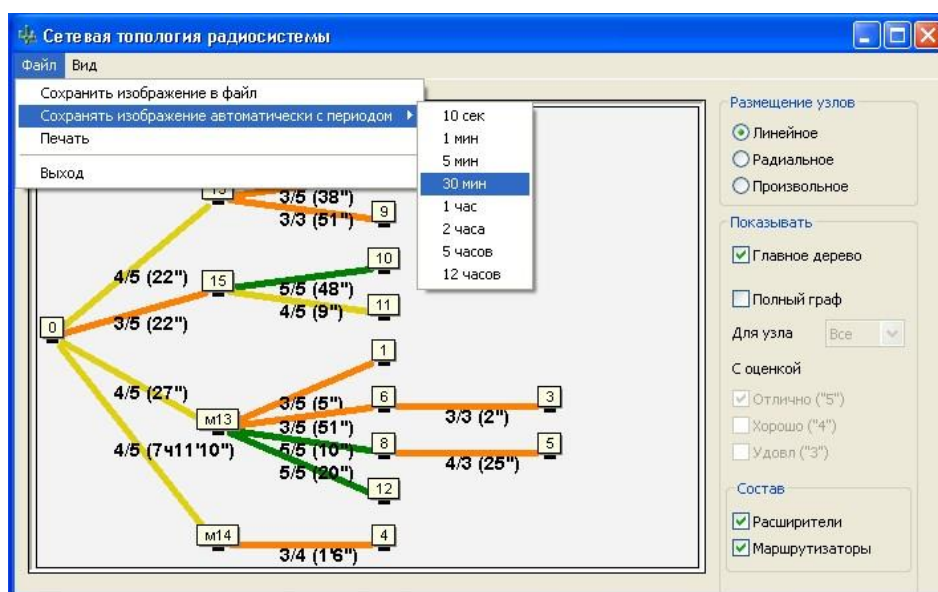 Сетевая топология радиосистемы
Файл Вид
Сохранить изображение в файл
Сохранять изображение автоматически с периодом
Печать
Выход
10 сек
1 мин
5 мин
30 мин
1 час
2 часа
5 часов
12 часов
3/5 (38")
3/3 (51")
9
10
4/5 (22")
15
5/5 (48")
4/5 (9")
11
0
3/5 (22")
1
4/5 (27")
3/5 (5")
6
3
м13
3/5 (51")
3/3 (2")
4/5 (7ч11'10")
5/5 (10")
8
5
5/5 (20")
4/3 (25")
12
м14
4
3/4 (1'6")
Размещение узлов
Линейное
Радиальное
Произвольное
Показывать
Главное дерево
Полный граф
Для узла Все
С оценкой
Отлично ("5")
Хорошо ("4")
Удовл ("3")
Состав
Расширители
Маршрутизаторы